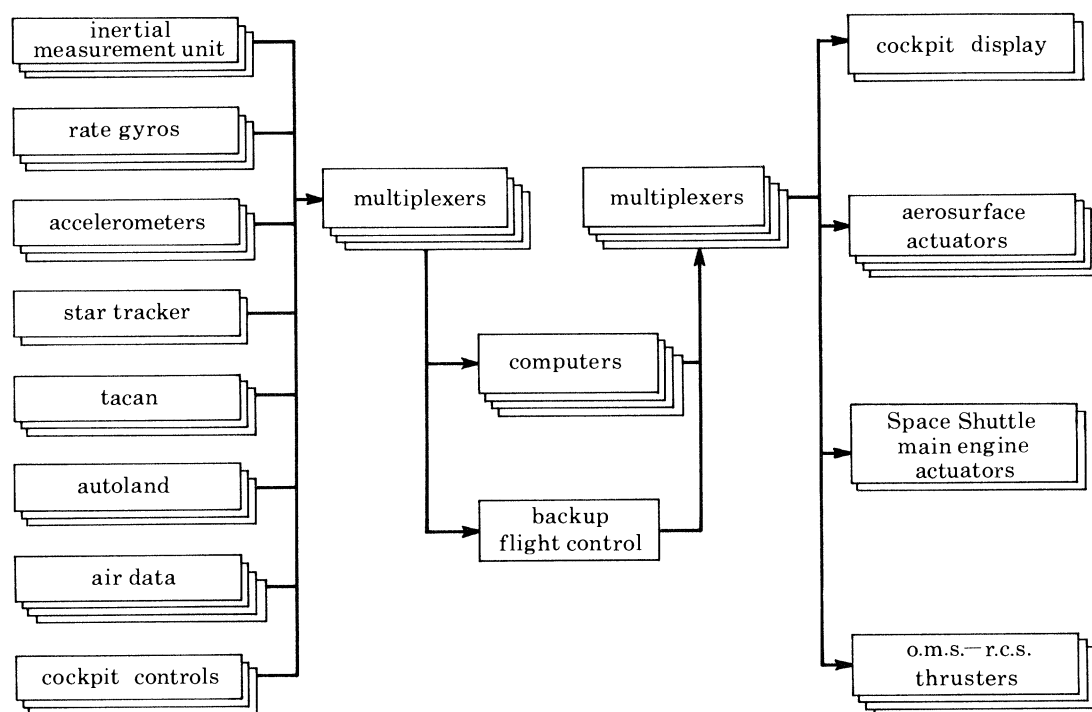 inertial
measurement unit
rate gyros
accelerometers
star tracker
tacan
autoland
air data
cockpit controls
multiplexers
computers
backup
flight control
multiplexers
cockpit display
aerosurface
actuators
Space Shuttle
main engine
actuators
o.m.s.—r.c.s.
thrusters